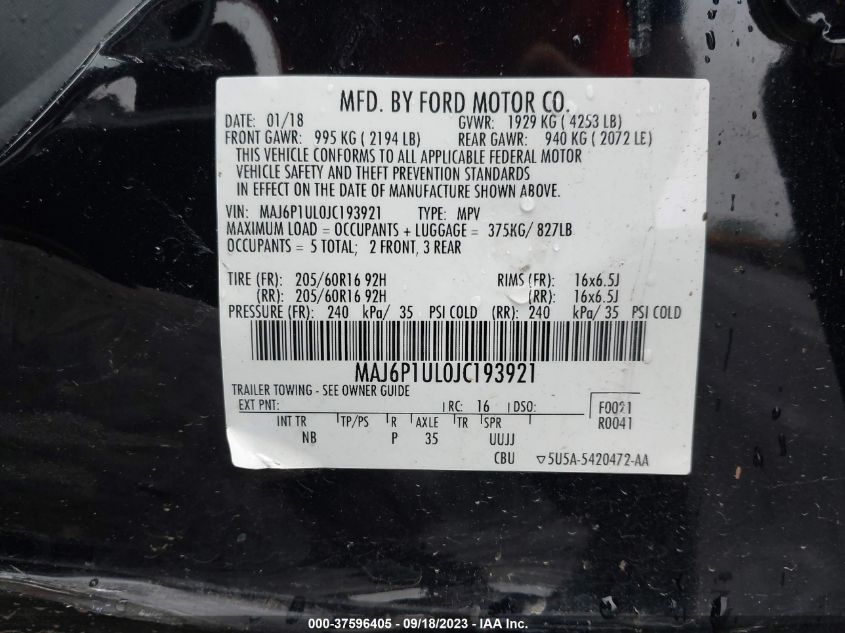 MFD. BY FORD MOTOR CO.
DATE: 01/18 GVWR: 1929 KG ( 4253 LB)
FRONT GAWR: 995 KG ( 2194 LB) REAR GAWR: 940 KG ( 2072 LE)
THIS VEHICLE CONFORMS TO ALL APPLICABLE FEDERAL MOTOR
VEHICLE SAFETY AND THEFT PREVENTION STANDARDS
IN EFFECT ON THE DATE OF MANUFACTURE SHOWN ABOVE.
VIN: MAJ6P1UL0JC193921 TYPE: MPV
MAXIMUM LOAD = OCCUPANTS + LUGGAGE = 375KG/ 827LB
OCCUPANTS = 5 TOTAL; 2 FRONT, 3 REAR
TIRE (FR): 205/60R16 92H RIMS (FR): 16x6.5J
(RR): 205/60R16 92H (RR): 16x6.5J
PRESSURE (FR): 240 kPa/ 35 PSI COLD (RR): 240 kPa/ 35 PSI COLD
MAJ6P1UL0JC193921
TRAILER TOWING - SEE OWNER GUIDE
EXT PNT: RC: 16 DSO: F0021
R0041
INT TR TP/PS R AXLE TR SPR
NB P 35 UUJJ
CBU ▽5U5A-5420472-AA
000-37596405 - 09/18/2023 - IAA Inc.